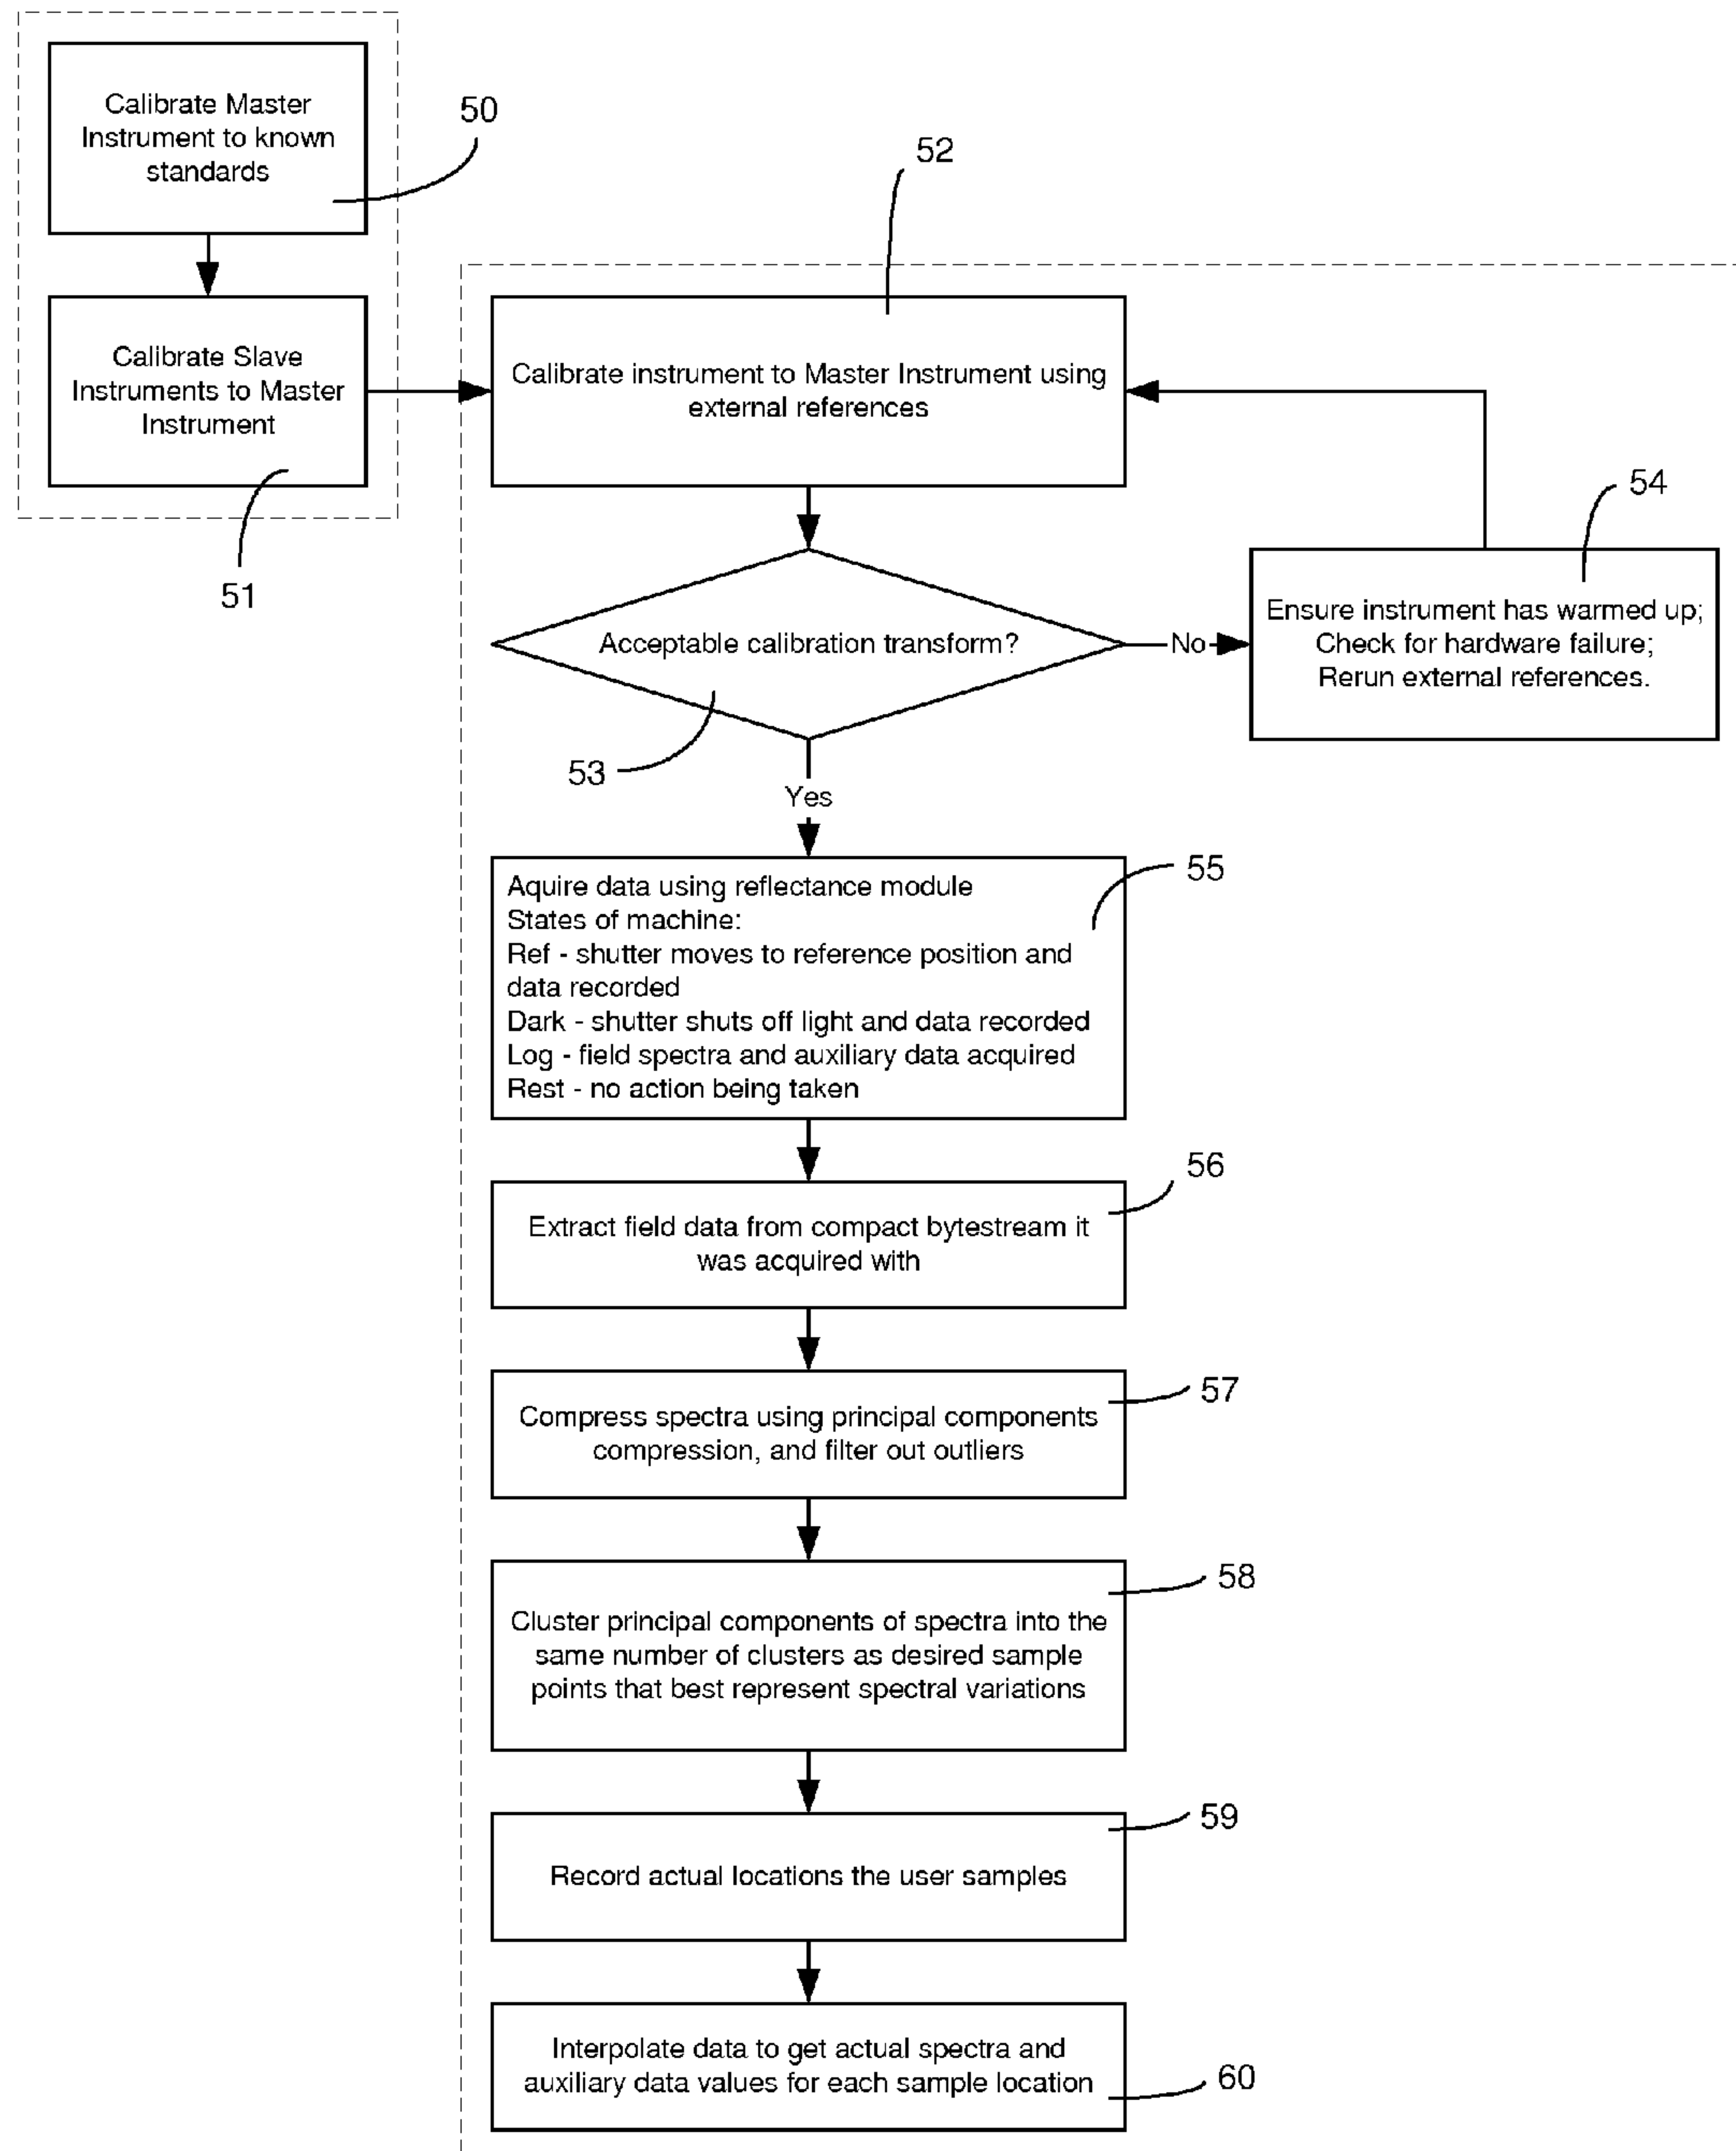 Calibrate Master
Instrument to known
standards
50
Calibrate Slave
Instruments to Master
Instrument
51
52
Calibrate instrument to Master Instrument using
external references
54
Ensure instrument has warmed up;
Check for hardware failure;
Rerun external references.
Acceptable calibration transform?
No
53
Yes
55
Aquire data using reflectance module
States of machine:
Ref - shutter moves to reference position and
data recorded
Dark - shutter shuts off light and data recorded
Log - field spectra and auxiliary data acquired
Rest - no action being taken
56
Extract field data from compact bytestream it
was acquired with
57
Compress spectra using principal components
compression, and filter out outliers
58
Cluster principal components of spectra into the
same number of clusters as desired sample
points that best represent spectral variations
59
Record actual locations the user samples
Interpolate data to get actual spectra and
auxiliary data values for each sample location
60